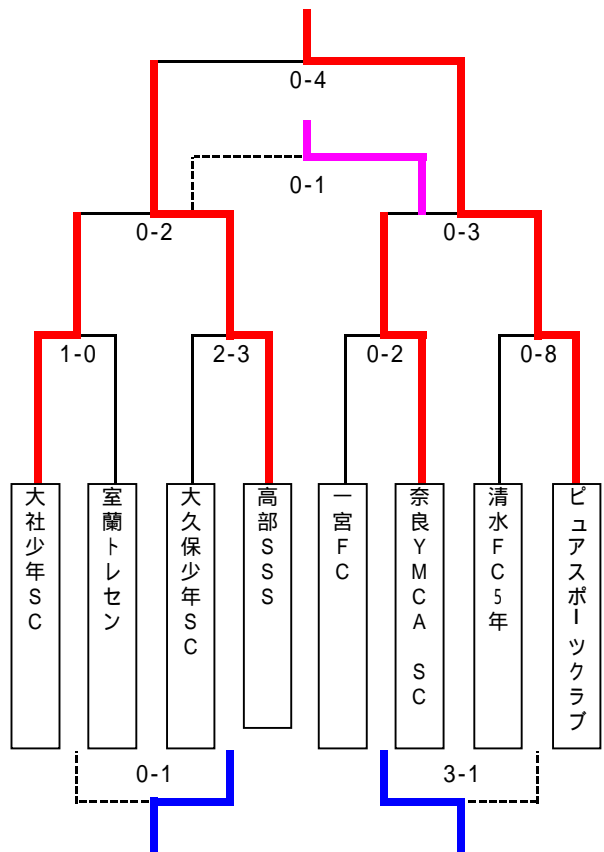 0-4
0-1
0-2
0-3
1-0
2-3
0-2
0-8
大社少年SC
室蘭トレセン
大久保少年SC
高部SSS
一宮FC
奈良YMCA SC
清水FC5年
ピュアスポーツクラブ
0-1
3-1